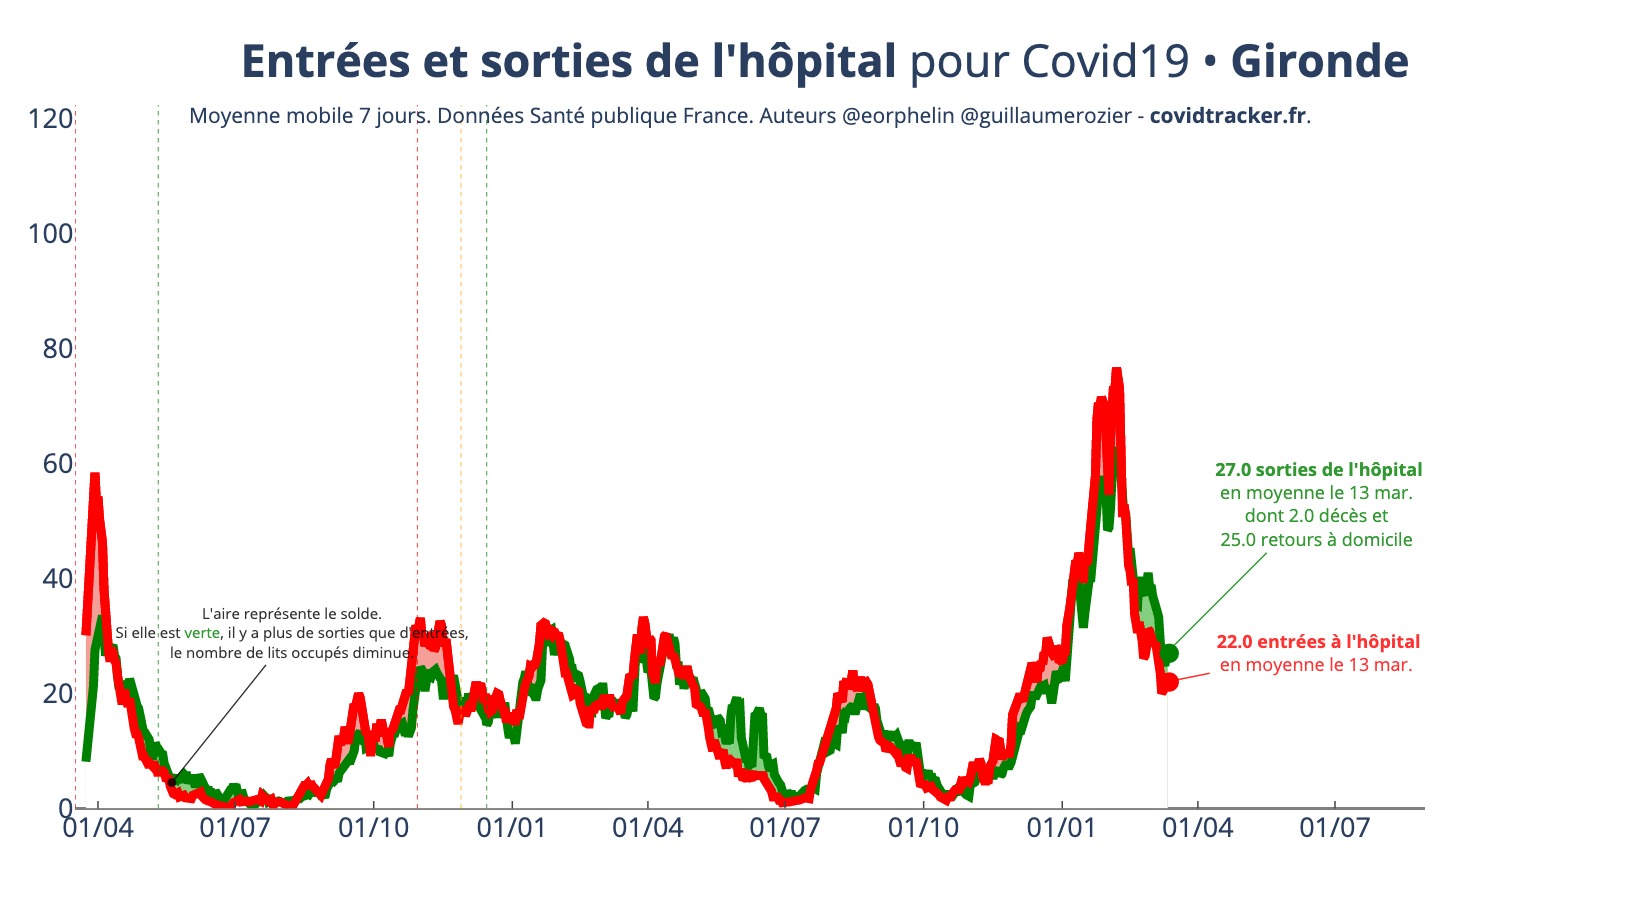 Entrées et sorties de l'hôpital pour Covid19 • Gironde
Moyenne mobile 7 jours. Données Santé publique France. Auteurs @eorphelin @guillaumerozier - covidtracker.fr.
120
100
80
60
40
20
0
27.0 sorties de l'hôpital
en moyenne le 13 mar.
dont 2.0 décès et
25.0 retours à domicile
L'aire représente le solde.
Si elle est verte, il y a plus de sorties que d'entrées,
le nombre de lits occupés diminue.
22.0 entrées à l'hôpital
en moyenne le 13 mar.
01/04 01/07 01/10 01/01 01/04 01/07 01/10 01/01 01/04 01/07